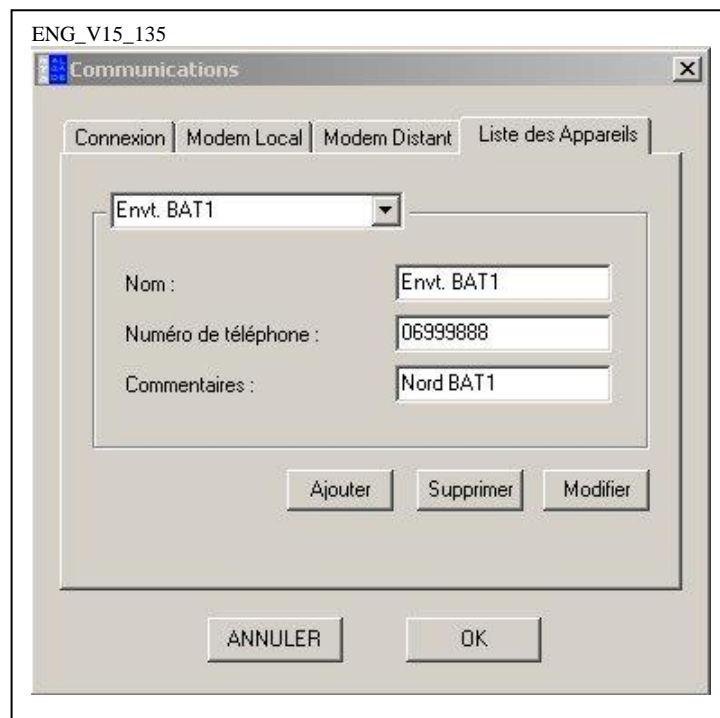 ENG_V15_135
Communications
Connexion Modem Local Modem Distant Liste des Appareils
Envt. BAT1
Nom : Envt. BAT1
Numéro de téléphone : 06999888
Commentaires : Nord BAT1
Ajouter Supprimer Modifier
ANNULER OK